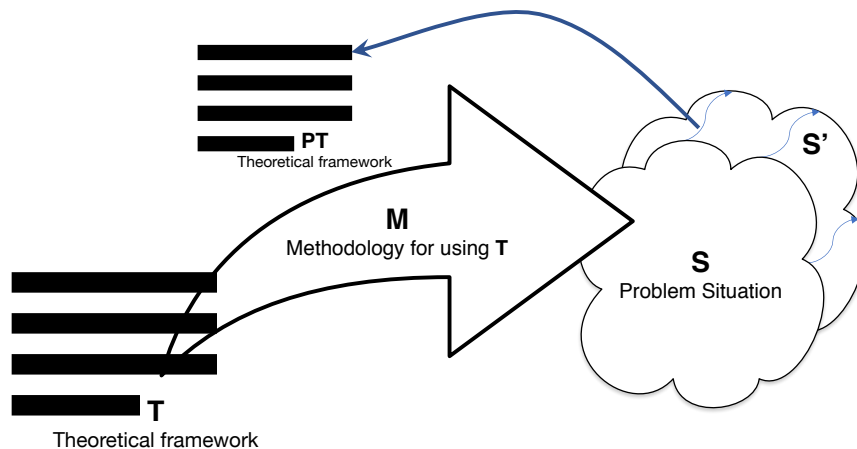 PT
Theoretical framework
S'
M
Methodology for using T
S
Problem Situation
T
Theoretical framework